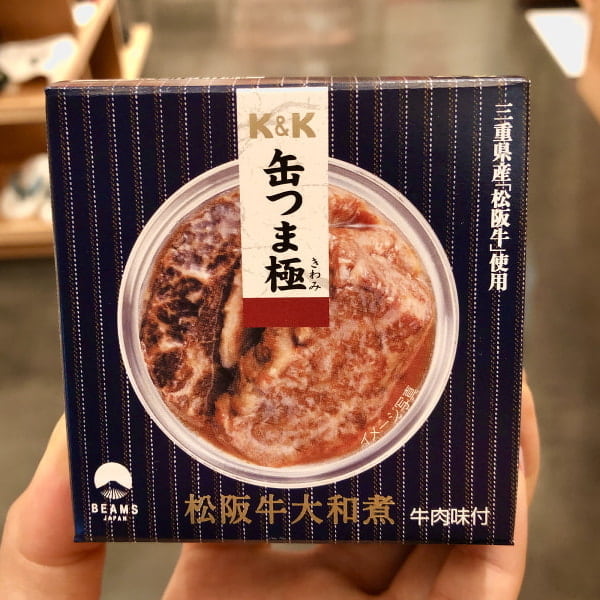 K&K
缶つま極
きわみ
三重県産「松阪牛」使用
イメージ写真
BEAMS
JAPAN
松阪牛大和煮
牛肉味付